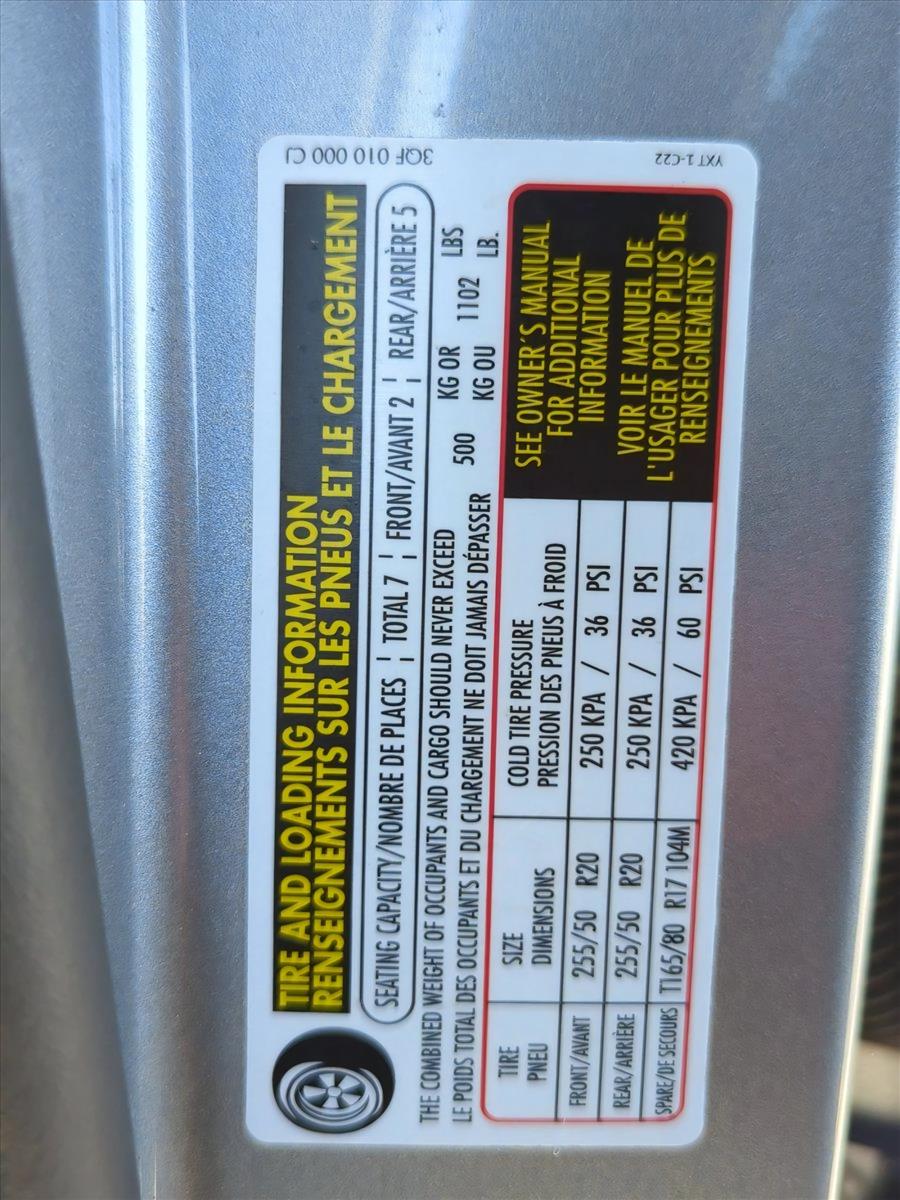 TIRE AND LOADING INFORMATION
RENSEIGNEMENTS SUR LES PNEUS ET LE CHARGEMENT
SEATING CAPACITY/NOMBRE DE PLACES ¦ TOTAL 7 ¦ FRONT/AVANT 2 ¦ REAR/ARRIÈRE 5
THE COMBINED WEIGHT OF OCCUPANTS AND CARGO SHOULD NEVER EXCEED 500 KG OR 1102 LBS
LE POIDS TOTAL DES OCCUPANTS ET DU CHARGEMENT NE DOIT JAMAIS DÉPASSER KG OU LB.
TIRE SIZE COLD TIRE PRESSURE
PNEU DIMENSIONS PRESSION DES PNEUS À FROID
FRONT/AVANT 255/50 R20 250 KPA / 36 PSI
REAR/ARRIÈRE 255/50 R20 250 KPA / 36 PSI
SPARE/DE SECOURS T165/80 R17 104M 420 KPA / 60 PSI
SEE OWNER'S MANUAL
FOR ADDITIONAL
INFORMATION
VOIR LE MANUEL DE
L'USAGER POUR PLUS DE
RENSEIGNEMENTS
3QF 010 000 CJ
YXT 1-C22